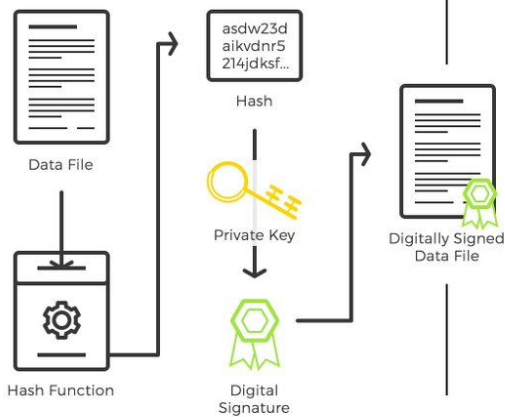 asdw23d
aikvdnr5
214jdksf...
Hash
Data File
Private Key
Digitally Signed
Data File
Hash Function
Digital
Signature